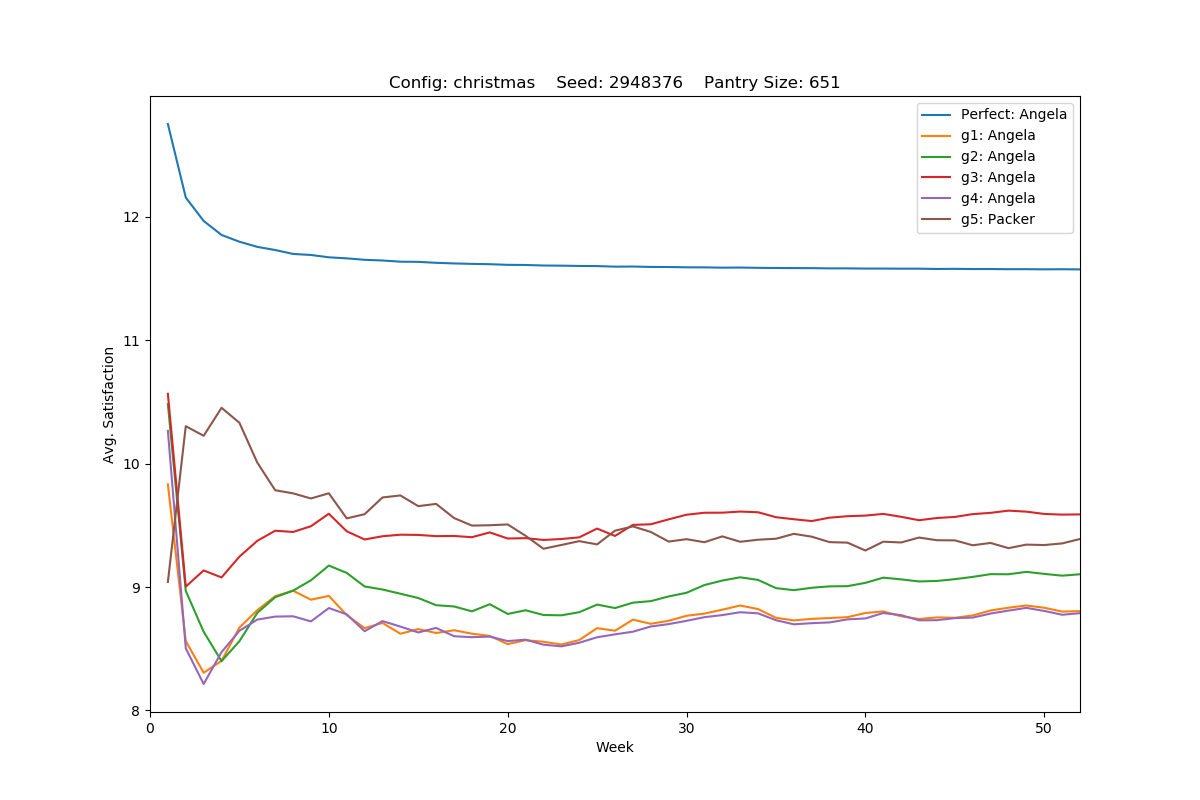 Config: christmas    Seed: 2948376    Pantry Size: 651
Perfect: Angela
g1: Angela
g2: Angela
g3: Angela
g4: Angela
g5: Packer
12
11
10
9
8
Avg. Satisfaction
0 10 20 30 40 50
Week